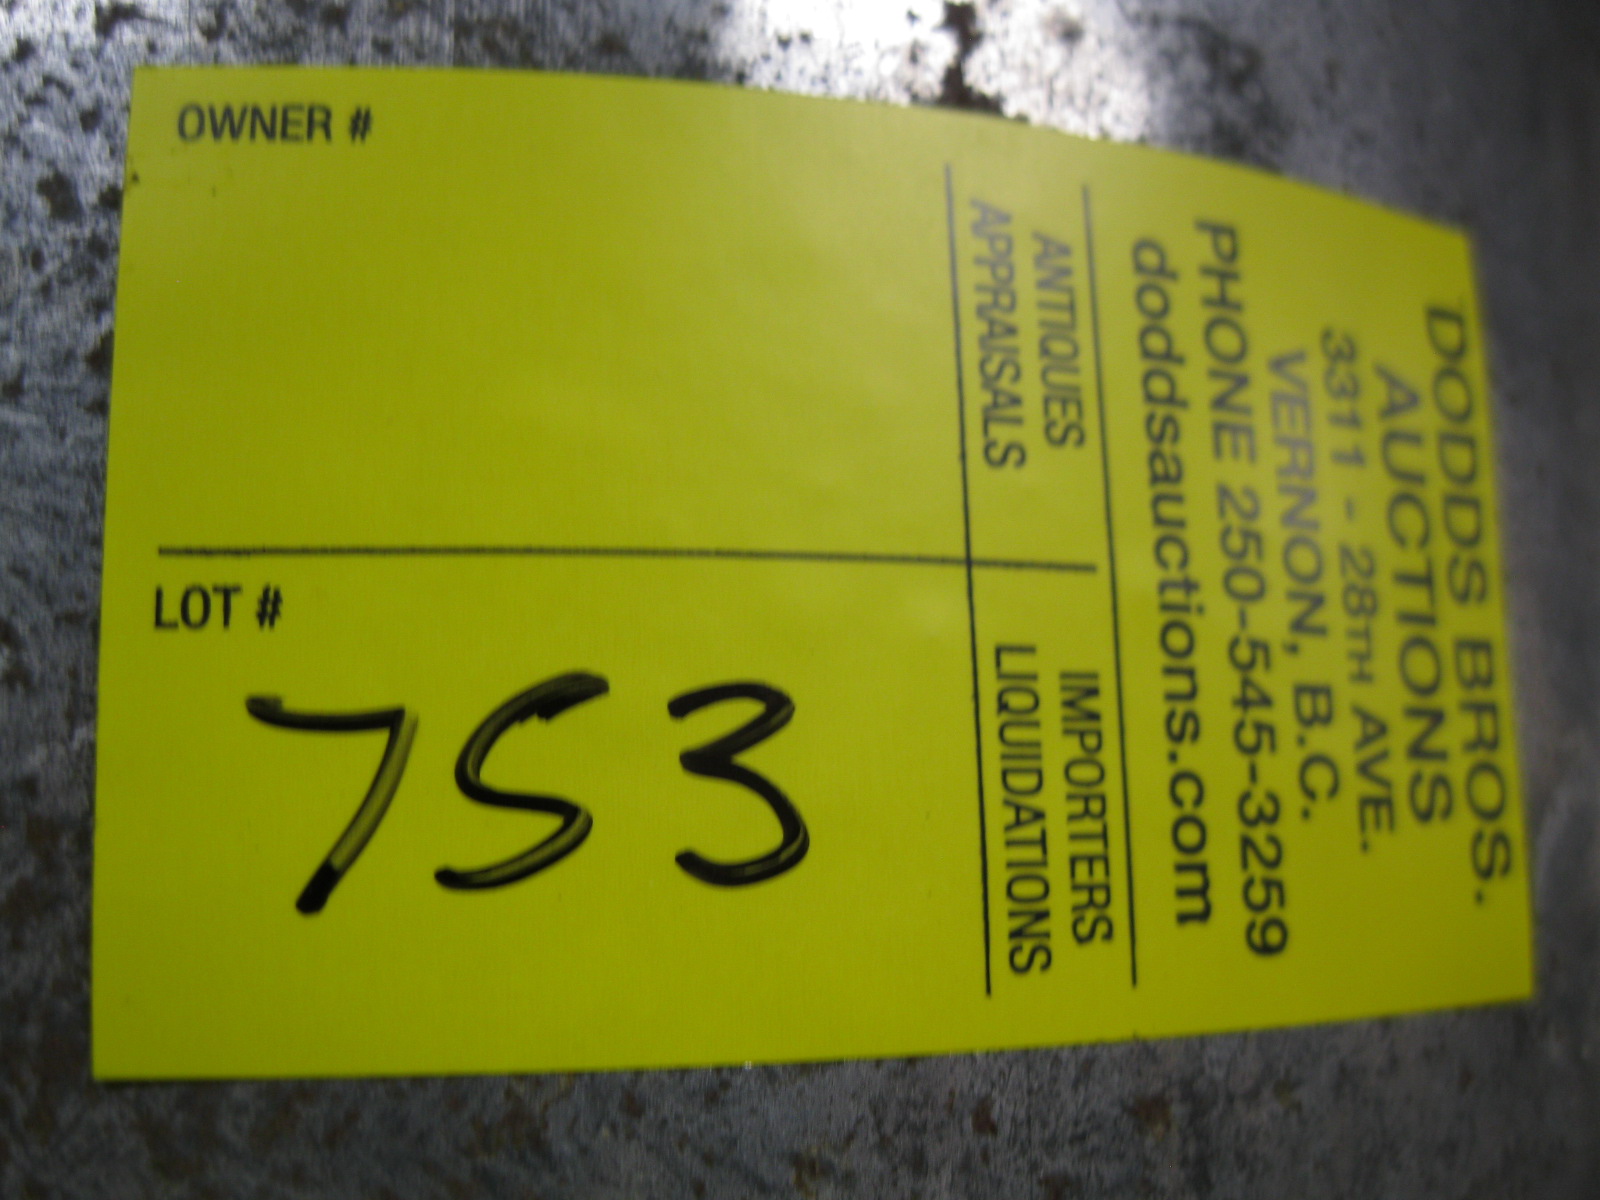 OWNER #
LOT #
753
DODDS BROS.
AUCTIONS
3311 - 28TH AVE.
VERNON, B.C.
PHONE 250-545-3259
doddsauctions.com
ANTIQUES
APPRAISALS
IMPORTERS
LIQUIDATIONS